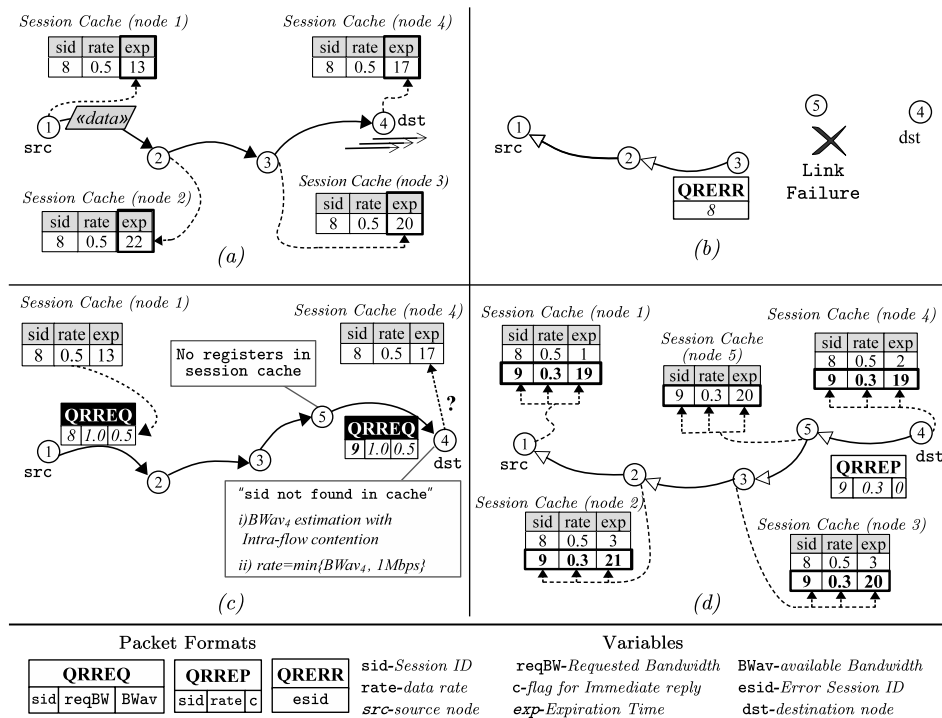 Session Cache (node 1)
sid rate exp
8 0.5 13
Session Cache (node 4)
sid rate exp
8 0.5 17
1
src
«data»
2
3
4
dst
Session Cache (node 2)
sid rate exp
8 0.5 22
Session Cache (node 3)
sid rate exp
8 0.5 20
(a)
1
src
2
3
QRERR
8
5
Link
Failure
4
dst
(b)
Session Cache (node 1)
sid rate exp
8 0.5 13
Session Cache (node 4)
sid rate exp
8 0.5 17
No registers in
session cache
QRREQ
8 1.0 0.5
1
src
2
3
5
QRREQ
9 1.0 0.5
?
4
dst
"sid not found in cache"
i)BWav4 estimation with
Intra-flow contention
ii) rate=min{BWav4, 1Mbps}
(c)
Session Cache (node 1)
sid rate exp
8 0.5 1
9 0.3 19
Session Cache
(node 5)
sid rate exp
9 0.3 20
Session Cache (node 4)
sid rate exp
8 0.5 2
9 0.3 19
1
src
2
3
5
4
dst
QRREP
9 0.3 0
Session Cache (node 2)
sid rate exp
8 0.5 3
9 0.3 21
Session Cache (node 3)
sid rate exp
8 0.5 3
9 0.3 20
(d)
Packet Formats
QRREQ
sid reqBW BWav
QRREP
sid rate c
QRERR
esid
sid-Session ID
rate-data rate
src-source node
Variables
reqBW-Requested Bandwidth
c-flag for Immediate reply
exp-Expiration Time
BWav-available Bandwidth
esid-Error Session ID
dst-destination node